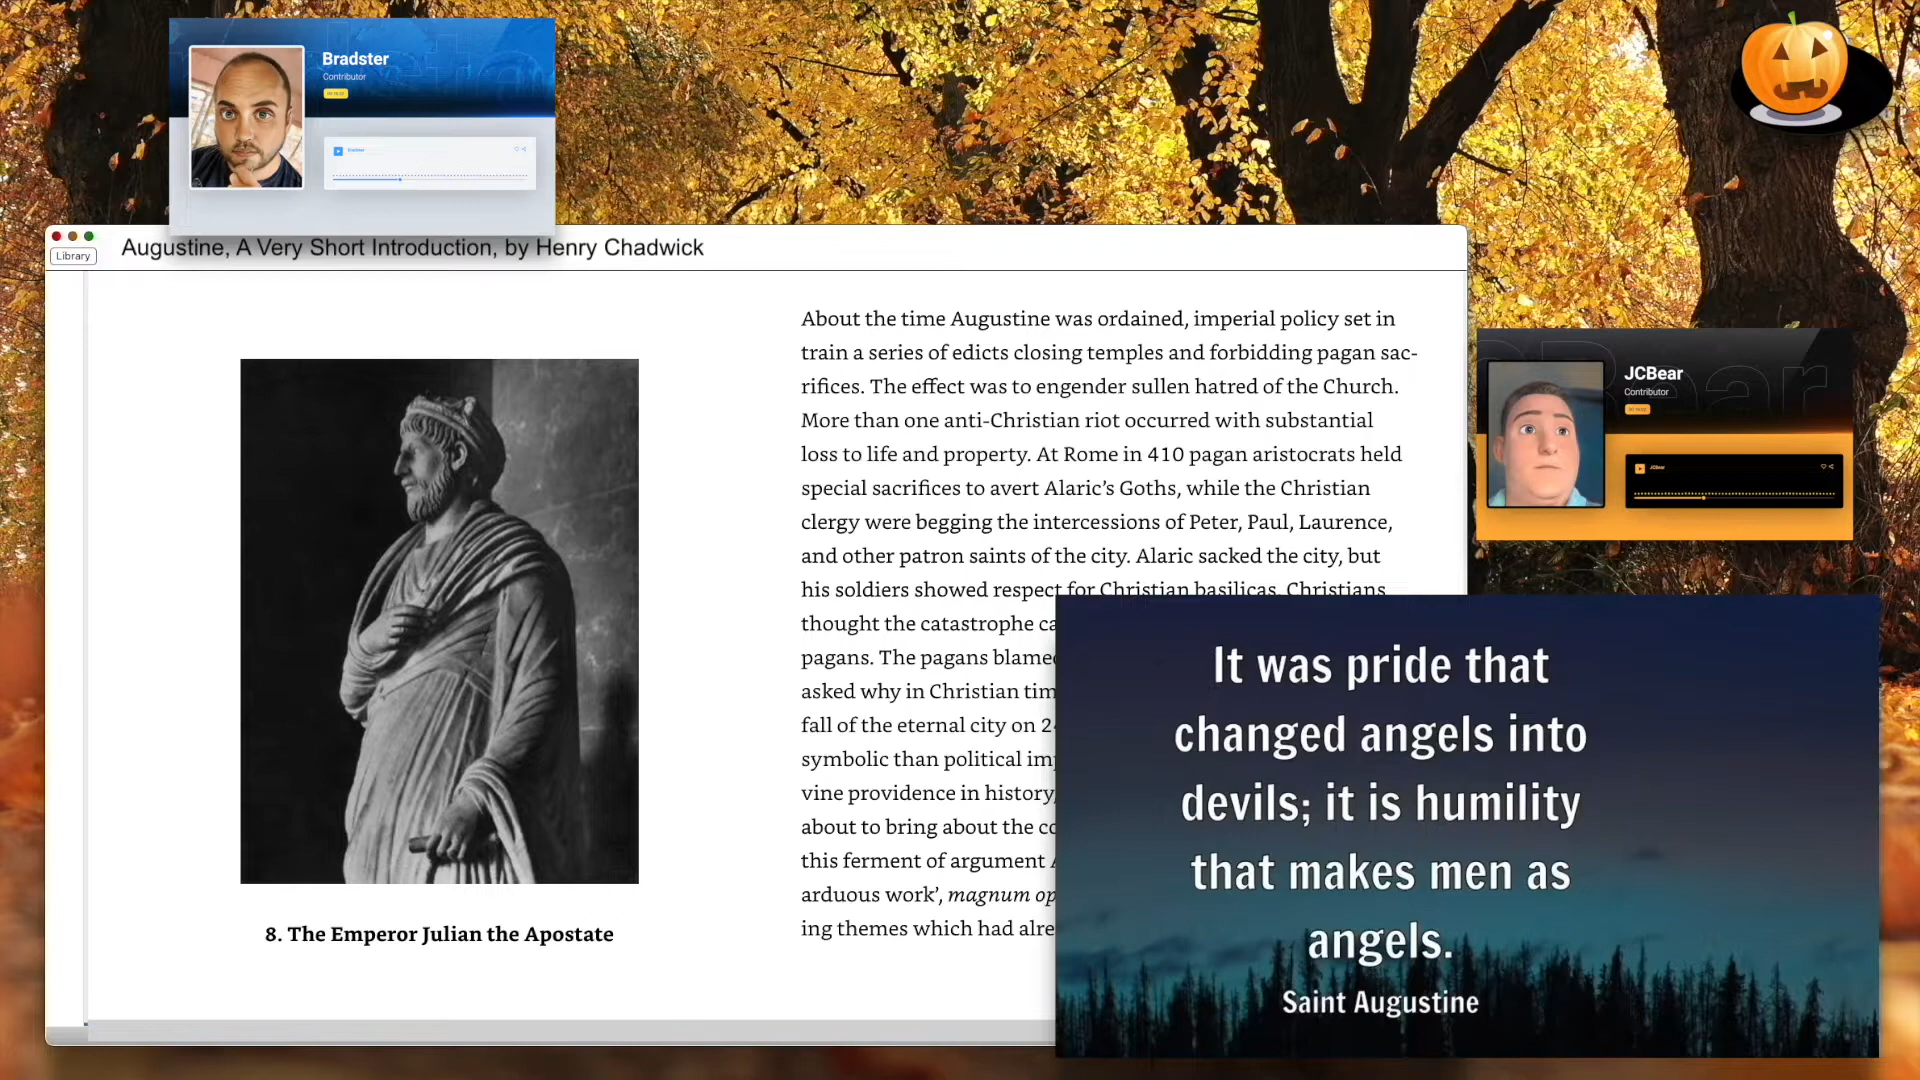 Bradster
Contributor
Library
Augustine, A Very Short Introduction, by Henry Chadwick
8. The Emperor Julian the Apostate
About the time Augustine was ordained, imperial policy set in
train a series of edicts closing temples and forbidding pagan sac-
rifices. The effect was to engender sullen hatred of the Church.
More than one anti-Christian riot occurred with substantial
loss to life and property. At Rome in 410 pagan aristocrats held
special sacrifices to avert Alaric’s Goths, while the Christian
clergy were begging the intercessions of Peter, Paul, Laurence,
and other patron saints of the city. Alaric sacked the city, but
his soldiers showed respect for Christian basilicas. Christians
thought the catastrophe
pagans. The pagans blamed
asked why in Christian
fall of the eternal city on
symbolic than political
vine providence in history,
about to bring about the
this ferment of argument
arduous work’, magnum
ing themes which had
JCBear
Contributor
JCBear
It was pride that
changed angels into
devils; it is humility
that makes men as
angels.
Saint Augustine